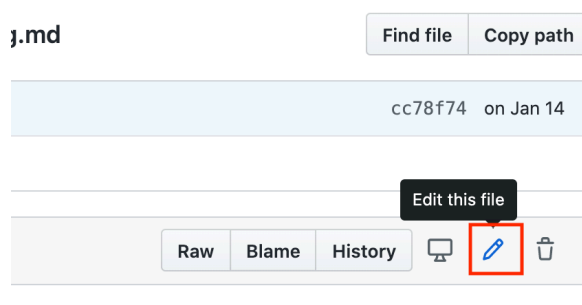 g.md
Find file Copy path
cc78f74 on Jan 14
Edit this file
Raw Blame History